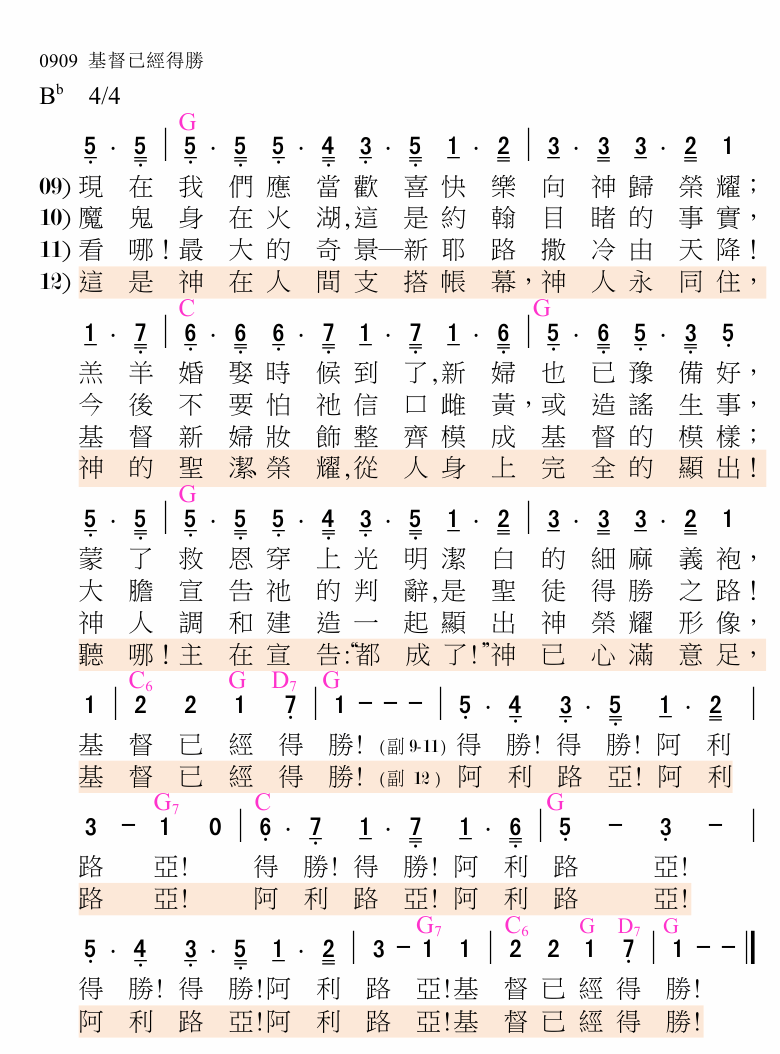 0909 基督已經得勝
Bb 4/4
G
5 · 5 | 5 · 5 5 · 4 3 · 5 1 · 2 | 3 · 3 3 · 2 1
09) 現在我們應當歡喜快樂向神歸榮耀；
10) 魔鬼身在火湖,這是約翰目睹的事實，
11) 看哪!最大的奇景—新耶路撒冷由天降!
12) 這是神在人間支搭帳幕，神人永同住，
C G
1 · 7 | 6 · 6 6 · 7 1 · 7 1 · 6 | 5 · 6 5 · 3 5
羔羊婚娶時候到了,新婦也已豫備好，
今後不要怕祂信口雌黃，或造謠生事，
基督新婦妝飾整齊模成基督的模樣；
神的聖潔、榮耀,從人身上完全的顯出!
G
5 · 5 | 5 · 5 5 · 4 3 · 5 1 · 2 | 3 · 3 3 · 2 1
蒙了救恩穿上光明潔白的細麻義袍，
大膽宣告祂的判辭,是聖徒得勝之路!
神人調和建造一起顯出神榮耀形像，
聽哪!主在宣告:“都成了!”神已心滿意足，
C6 G D7 G
1 | 2 2 1 7 | 1 - - - | 5 · 4 3 · 5 1 · 2 |
基督已經得勝! (副 9-11) 得勝!得勝!阿利
基督已經得勝! (副 12) 阿利路亞!阿利
G7 C G
3 - 1 0 | 6 · 7 1 · 7 1 · 6 | 5 - 3 - |
路亞! 得勝!得勝!阿利路亞!
路亞! 阿利路亞!阿利路亞!
G7 C6 G D7 G
5 · 4 3 · 5 1 · 2 | 3 - 1 1 | 2 2 1 7 | 1 - - ‖
得勝!得勝!阿利路亞!基督已經得勝!
阿利路亞!阿利路亞!基督已經得勝!